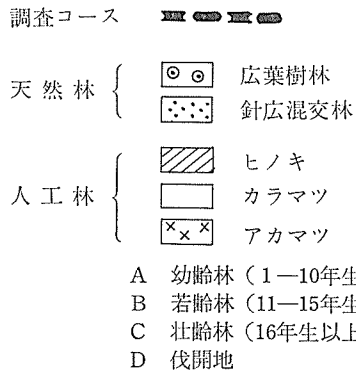 調査コース
天然林
広葉樹林
針広混交林
人工林
ヒノキ
カラマツ
アカマツ
A 幼齢林（1―10年生
B 若齢林（11―15年生
C 壮齢林（16年生以上
D 伐開地